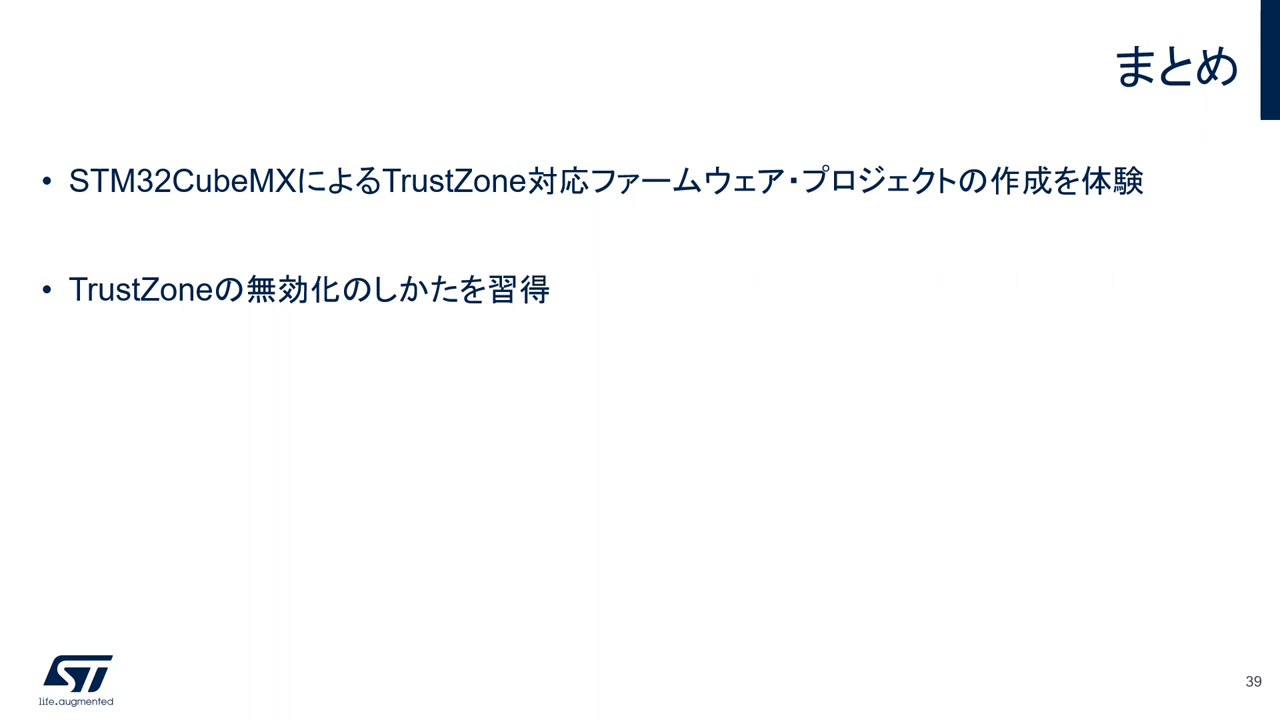 まとめ
• STM32CubeMXによるTrustZone対応ファームウェア・プロジェクトの作成を体験
• TrustZoneの無効化のしかたを習得
ST
life.augmented
39